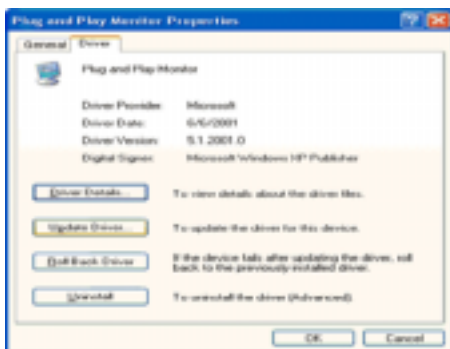 Plug and Play Monitor Properties
General Driver
Plug and Play Monitor
Driver Provider: Microsoft
Driver Date: 6/6/2001
Driver Version: 5.1.2001.0
Digital Signer: Microsoft Windows XP Publisher
Driver Details... To view details about the driver files.
Update Driver... To update the driver for this device.
Roll Back Driver If the device fails after updating the driver, roll
back to the previously installed driver.
Uninstall To uninstall the driver (Advanced).
OK Cancel